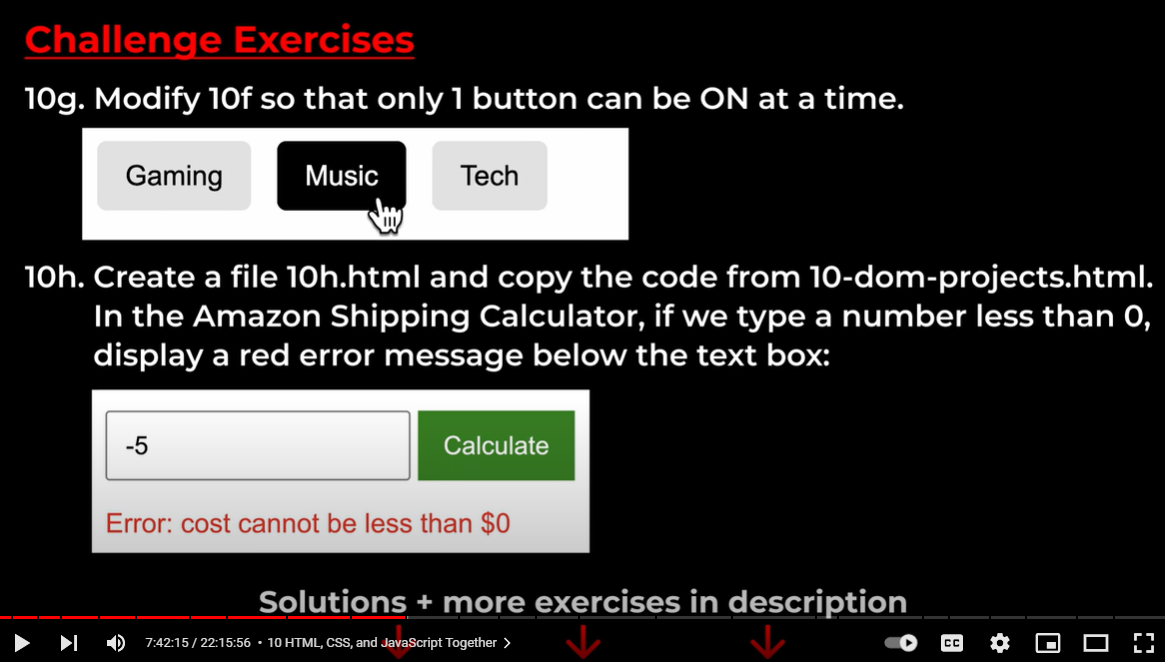 Challenge Exercises
10g. Modify 10f so that only 1 button can be ON at a time.
Gaming
Music
Tech
10h. Create a file 10h.html and copy the code from 10-dom-projects.html.
In the Amazon Shipping Calculator, if we type a number less than 0,
display a red error message below the text box:
-5
Calculate
Error: cost cannot be less than $0
Solutions + more exercises in description
7:42:15 / 22:15:56 • 10 HTML, CSS, and JavaScript Together
CC